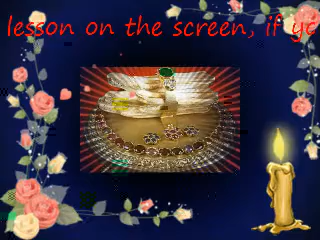 lesson on the screen, if